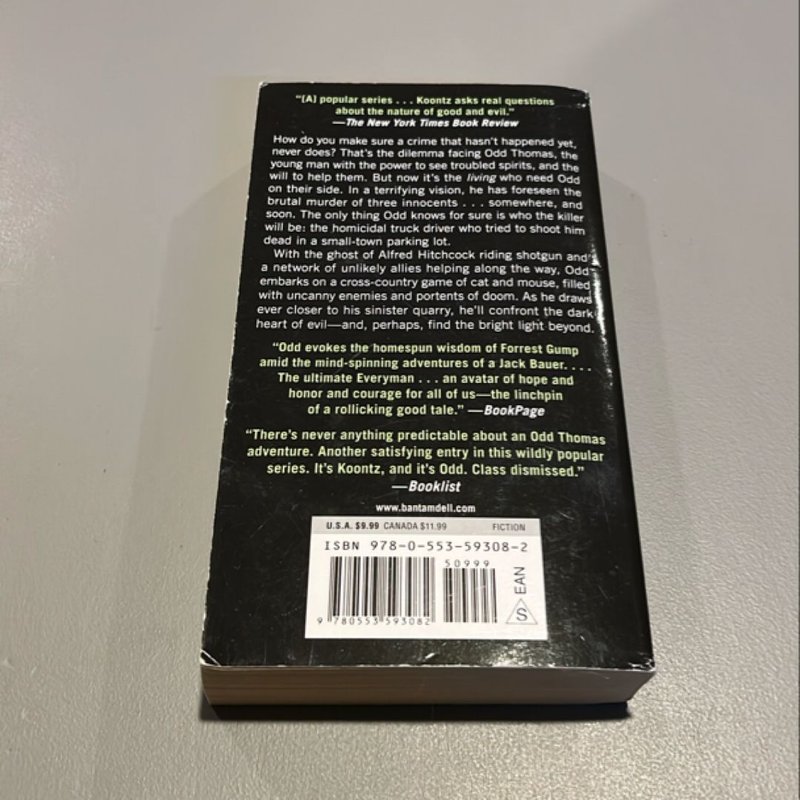 “[A] popular series . . . Koontz asks real questions
about the nature of good and evil.”
—The New York Times Book Review
How do you make sure a crime that hasn't happened yet,
never does? That's the dilemma facing Odd Thomas, the
young man with the power to see troubled spirits, and the
will to help them. But now it's the living who need Odd
on their side. In a terrifying vision, he has foreseen the
brutal murder of three innocents . . . somewhere, and
soon. The only thing Odd knows for sure is who the killer
will be: the homicidal truck driver who tried to shoot him
dead in a small-town parking lot.
With the ghost of Alfred Hitchcock riding shotgun and
a network of unlikely allies helping along the way, Odd
embarks on a cross-country game of cat and mouse, filled
with uncanny enemies and portents of doom. As he draws
ever closer to his sinister quarry, he'll confront the dark
heart of evil—and, perhaps, find the bright light beyond.
“Odd evokes the homespun wisdom of Forrest Gump
amid the mind-spinning adventures of a Jack Bauer. . . .
The ultimate Everyman . . . an avatar of hope and
honor and courage for all of us—the linchpin
of a rollicking good tale.” —BookPage
“There's never anything predictable about an Odd Thomas
adventure. Another satisfying entry in this wildly popular
series. It's Koontz, and it's Odd. Class dismissed.”
—Booklist
www.bantamdell.com
U.S.A. $9.99 CANADA $11.99 FICTION
ISBN 978-0-553-59308-2
50999
9 780553 593082
EAN
S